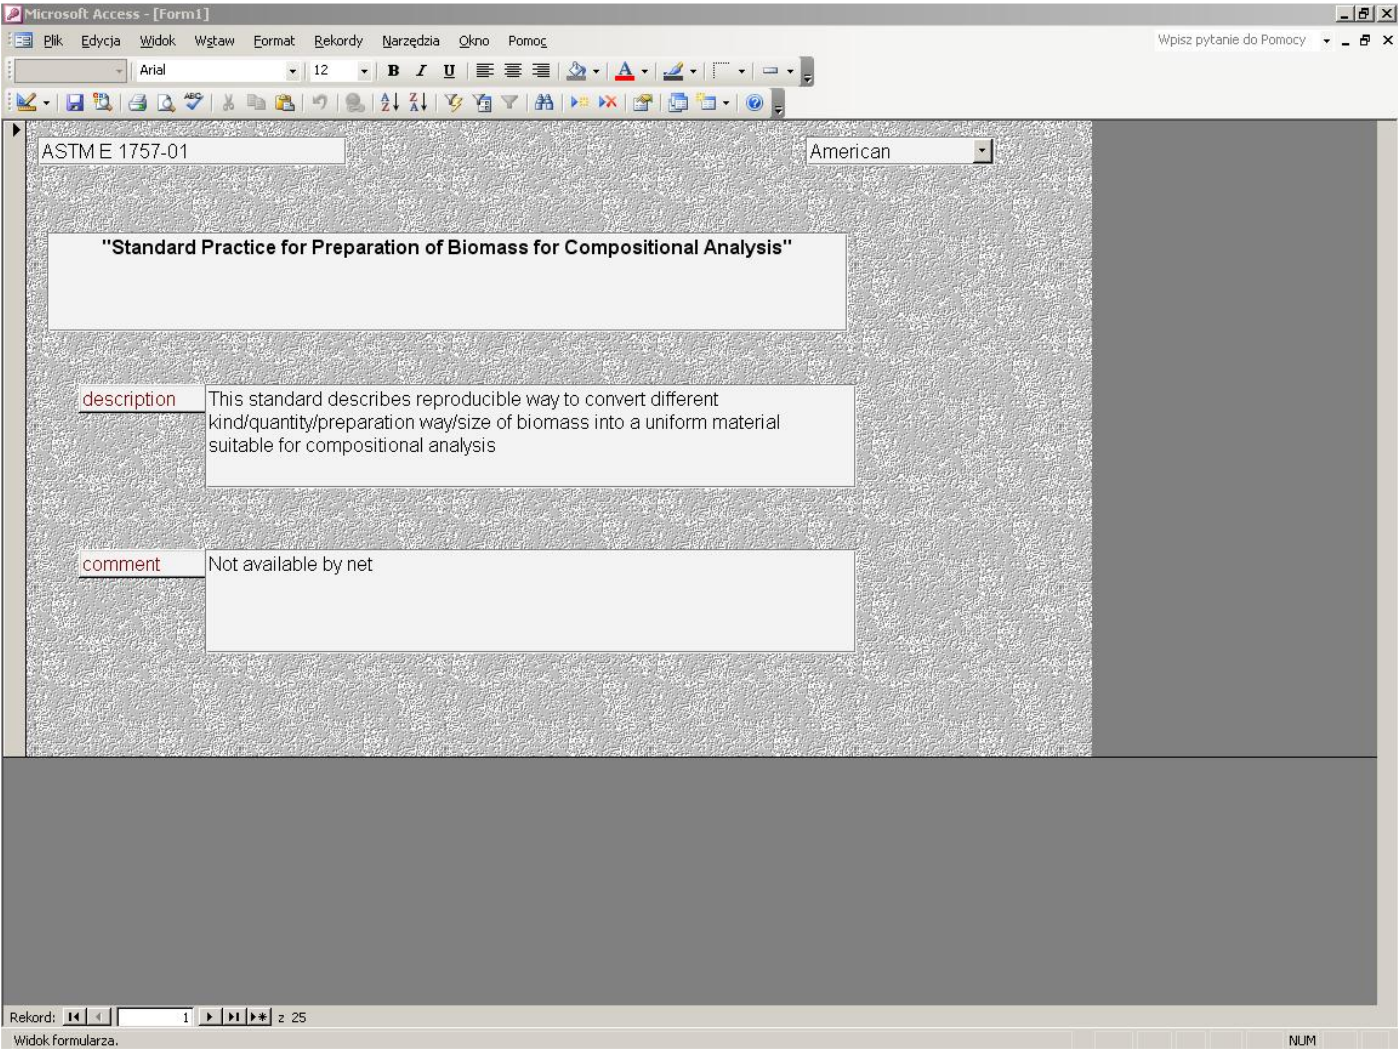 Microsoft Access - [Form1]
Plik Edycja Widok Wstaw Format Rekordy Narzędzia Okno Pomoc Wpisz pytanie do Pomocy
Arial 12 B I U A
ASTM E 1757-01 American
"Standard Practice for Preparation of Biomass for Compositional Analysis"
description This standard describes reproducible way to convert different
kind/quantity/preparation way/size of biomass into a uniform material
suitable for compositional analysis
comment Not available by net
Rekord: 1 z 25
Widok formularza. NUM